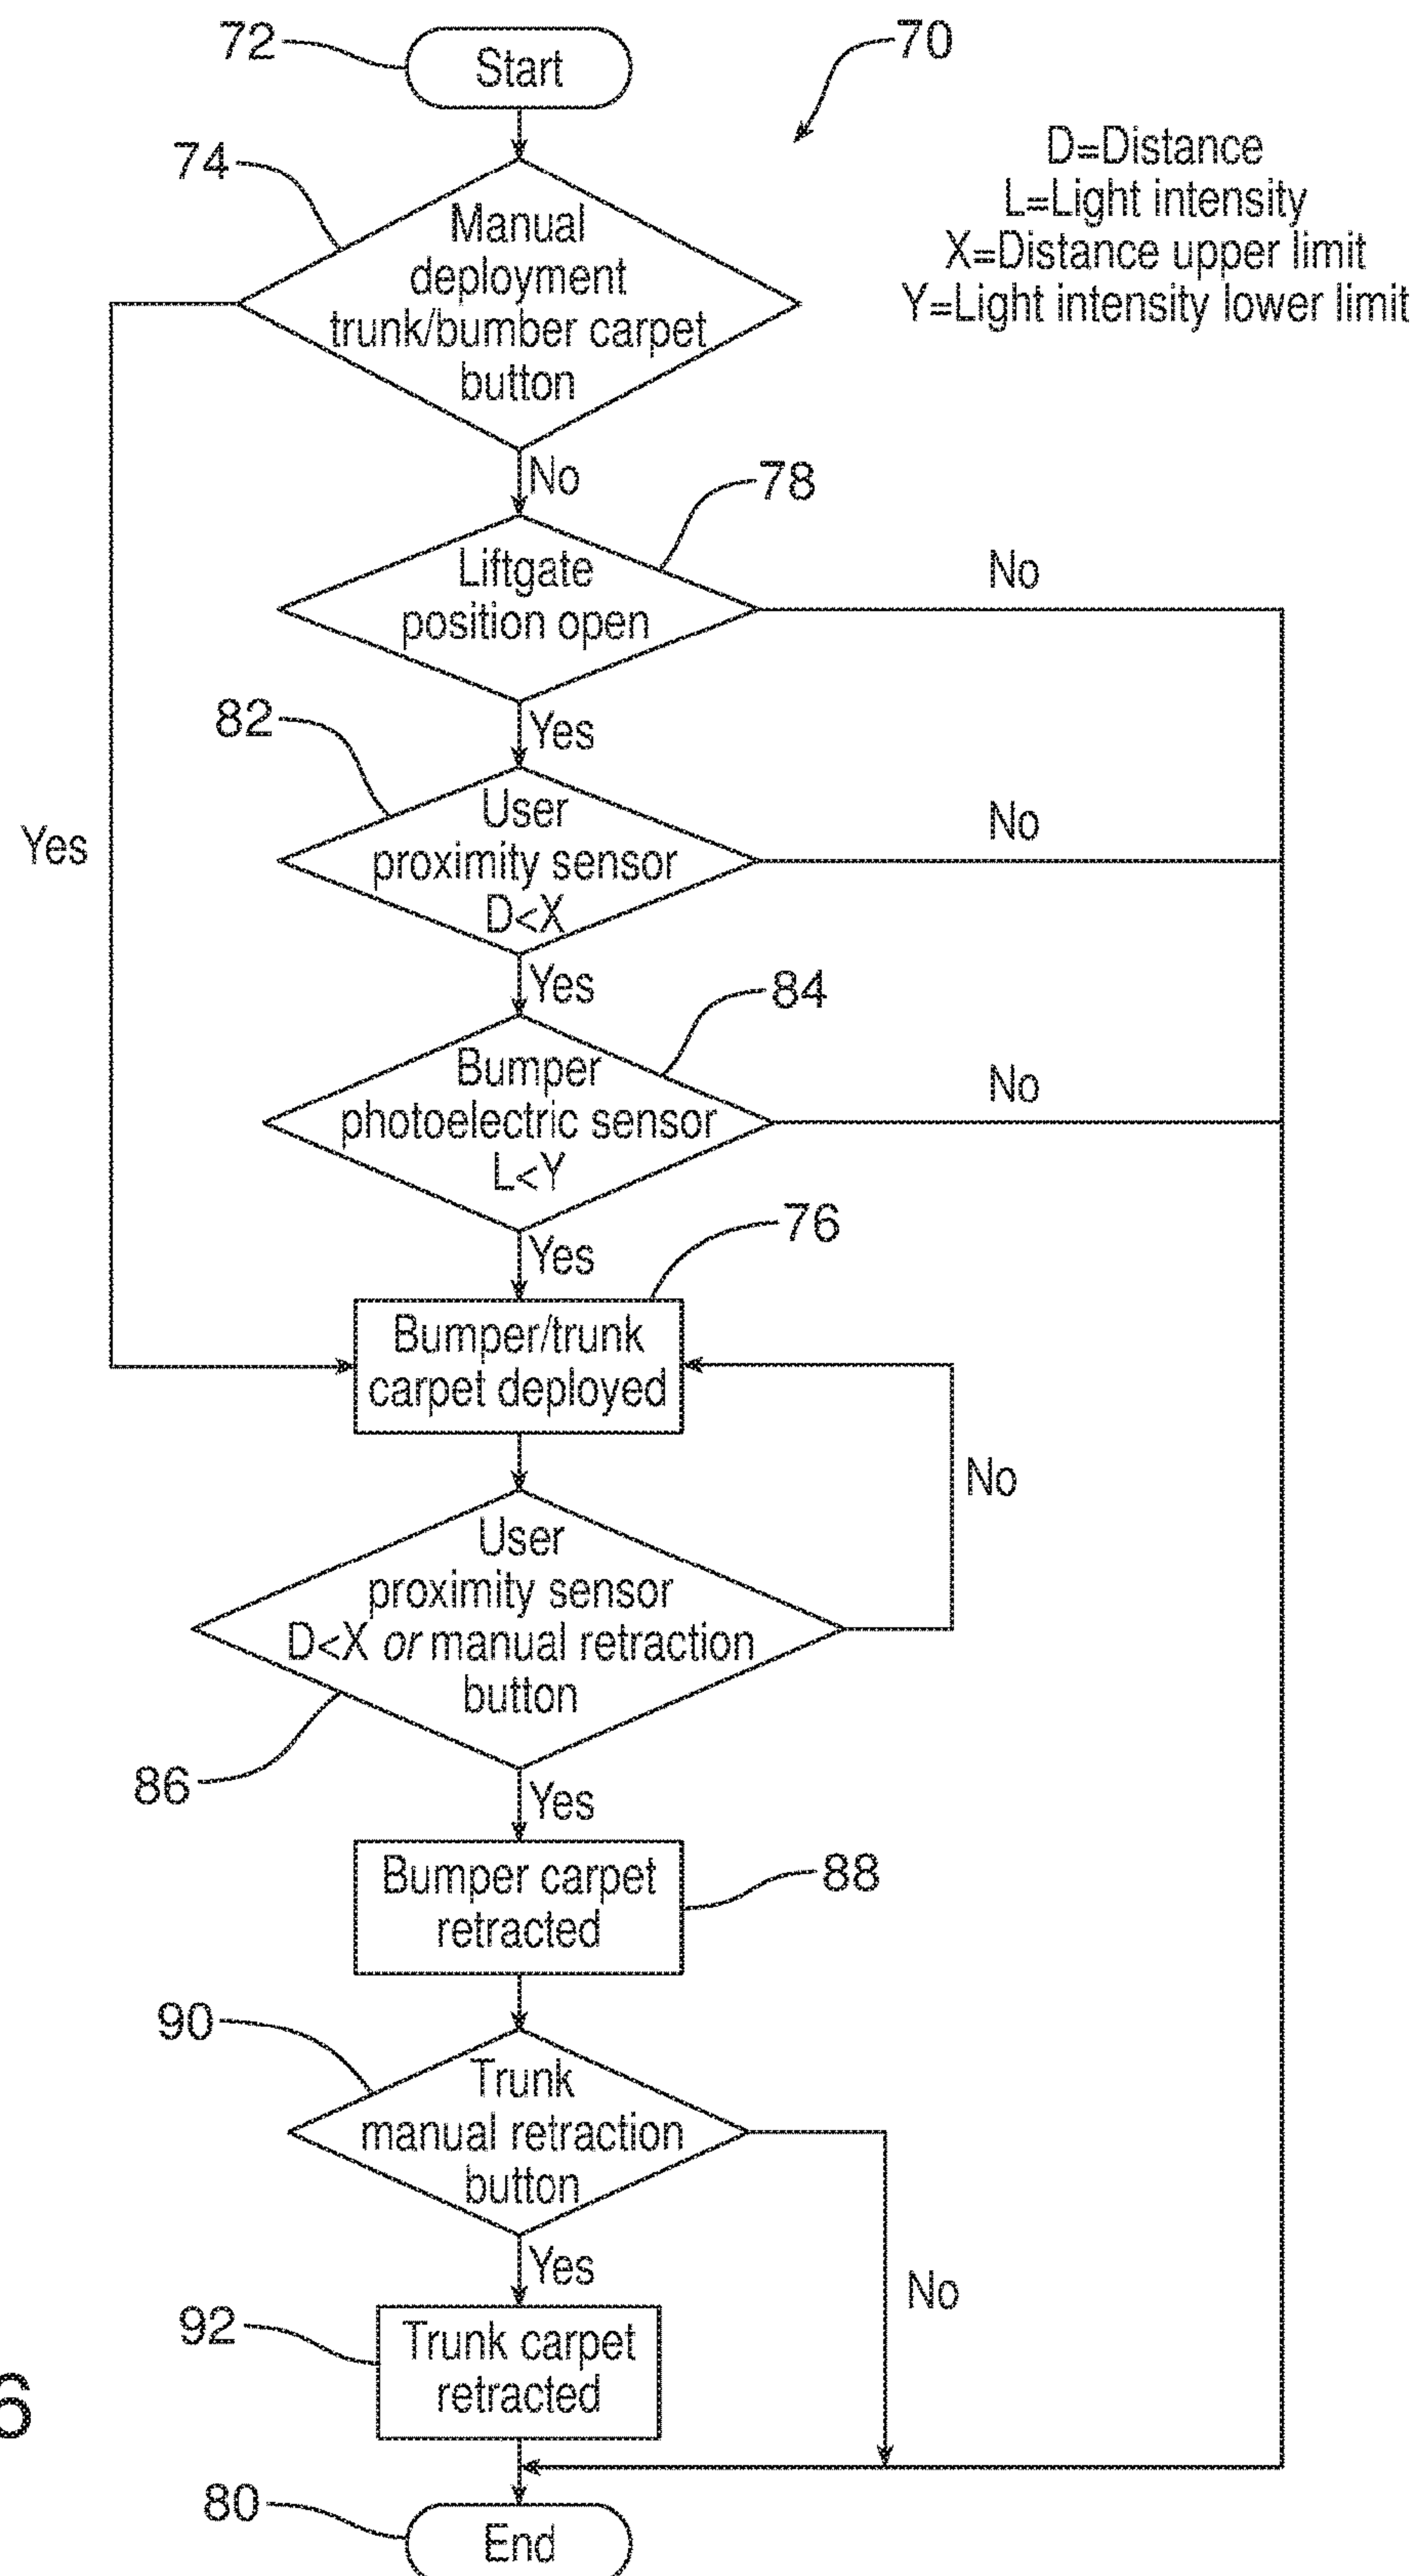 72
Start
70
D=Distance
L=Light intensity
X=Distance upper limit
Y=Light intensity lower limit
74
Manual
deployment
trunk/bumber carpet
button
No
78
Liftgate
position open
No
82
Yes
User
proximity sensor
D<X
No
Yes
Yes
84
Bumper
photoelectric sensor
L<Y
No
Yes
76
Bumper/trunk
carpet deployed
No
User
proximity sensor
D<X or manual retraction
button
86
Yes
Bumper carpet
retracted
88
90
Trunk
manual retraction
button
Yes
No
92
Trunk carpet
retracted
6
80
End